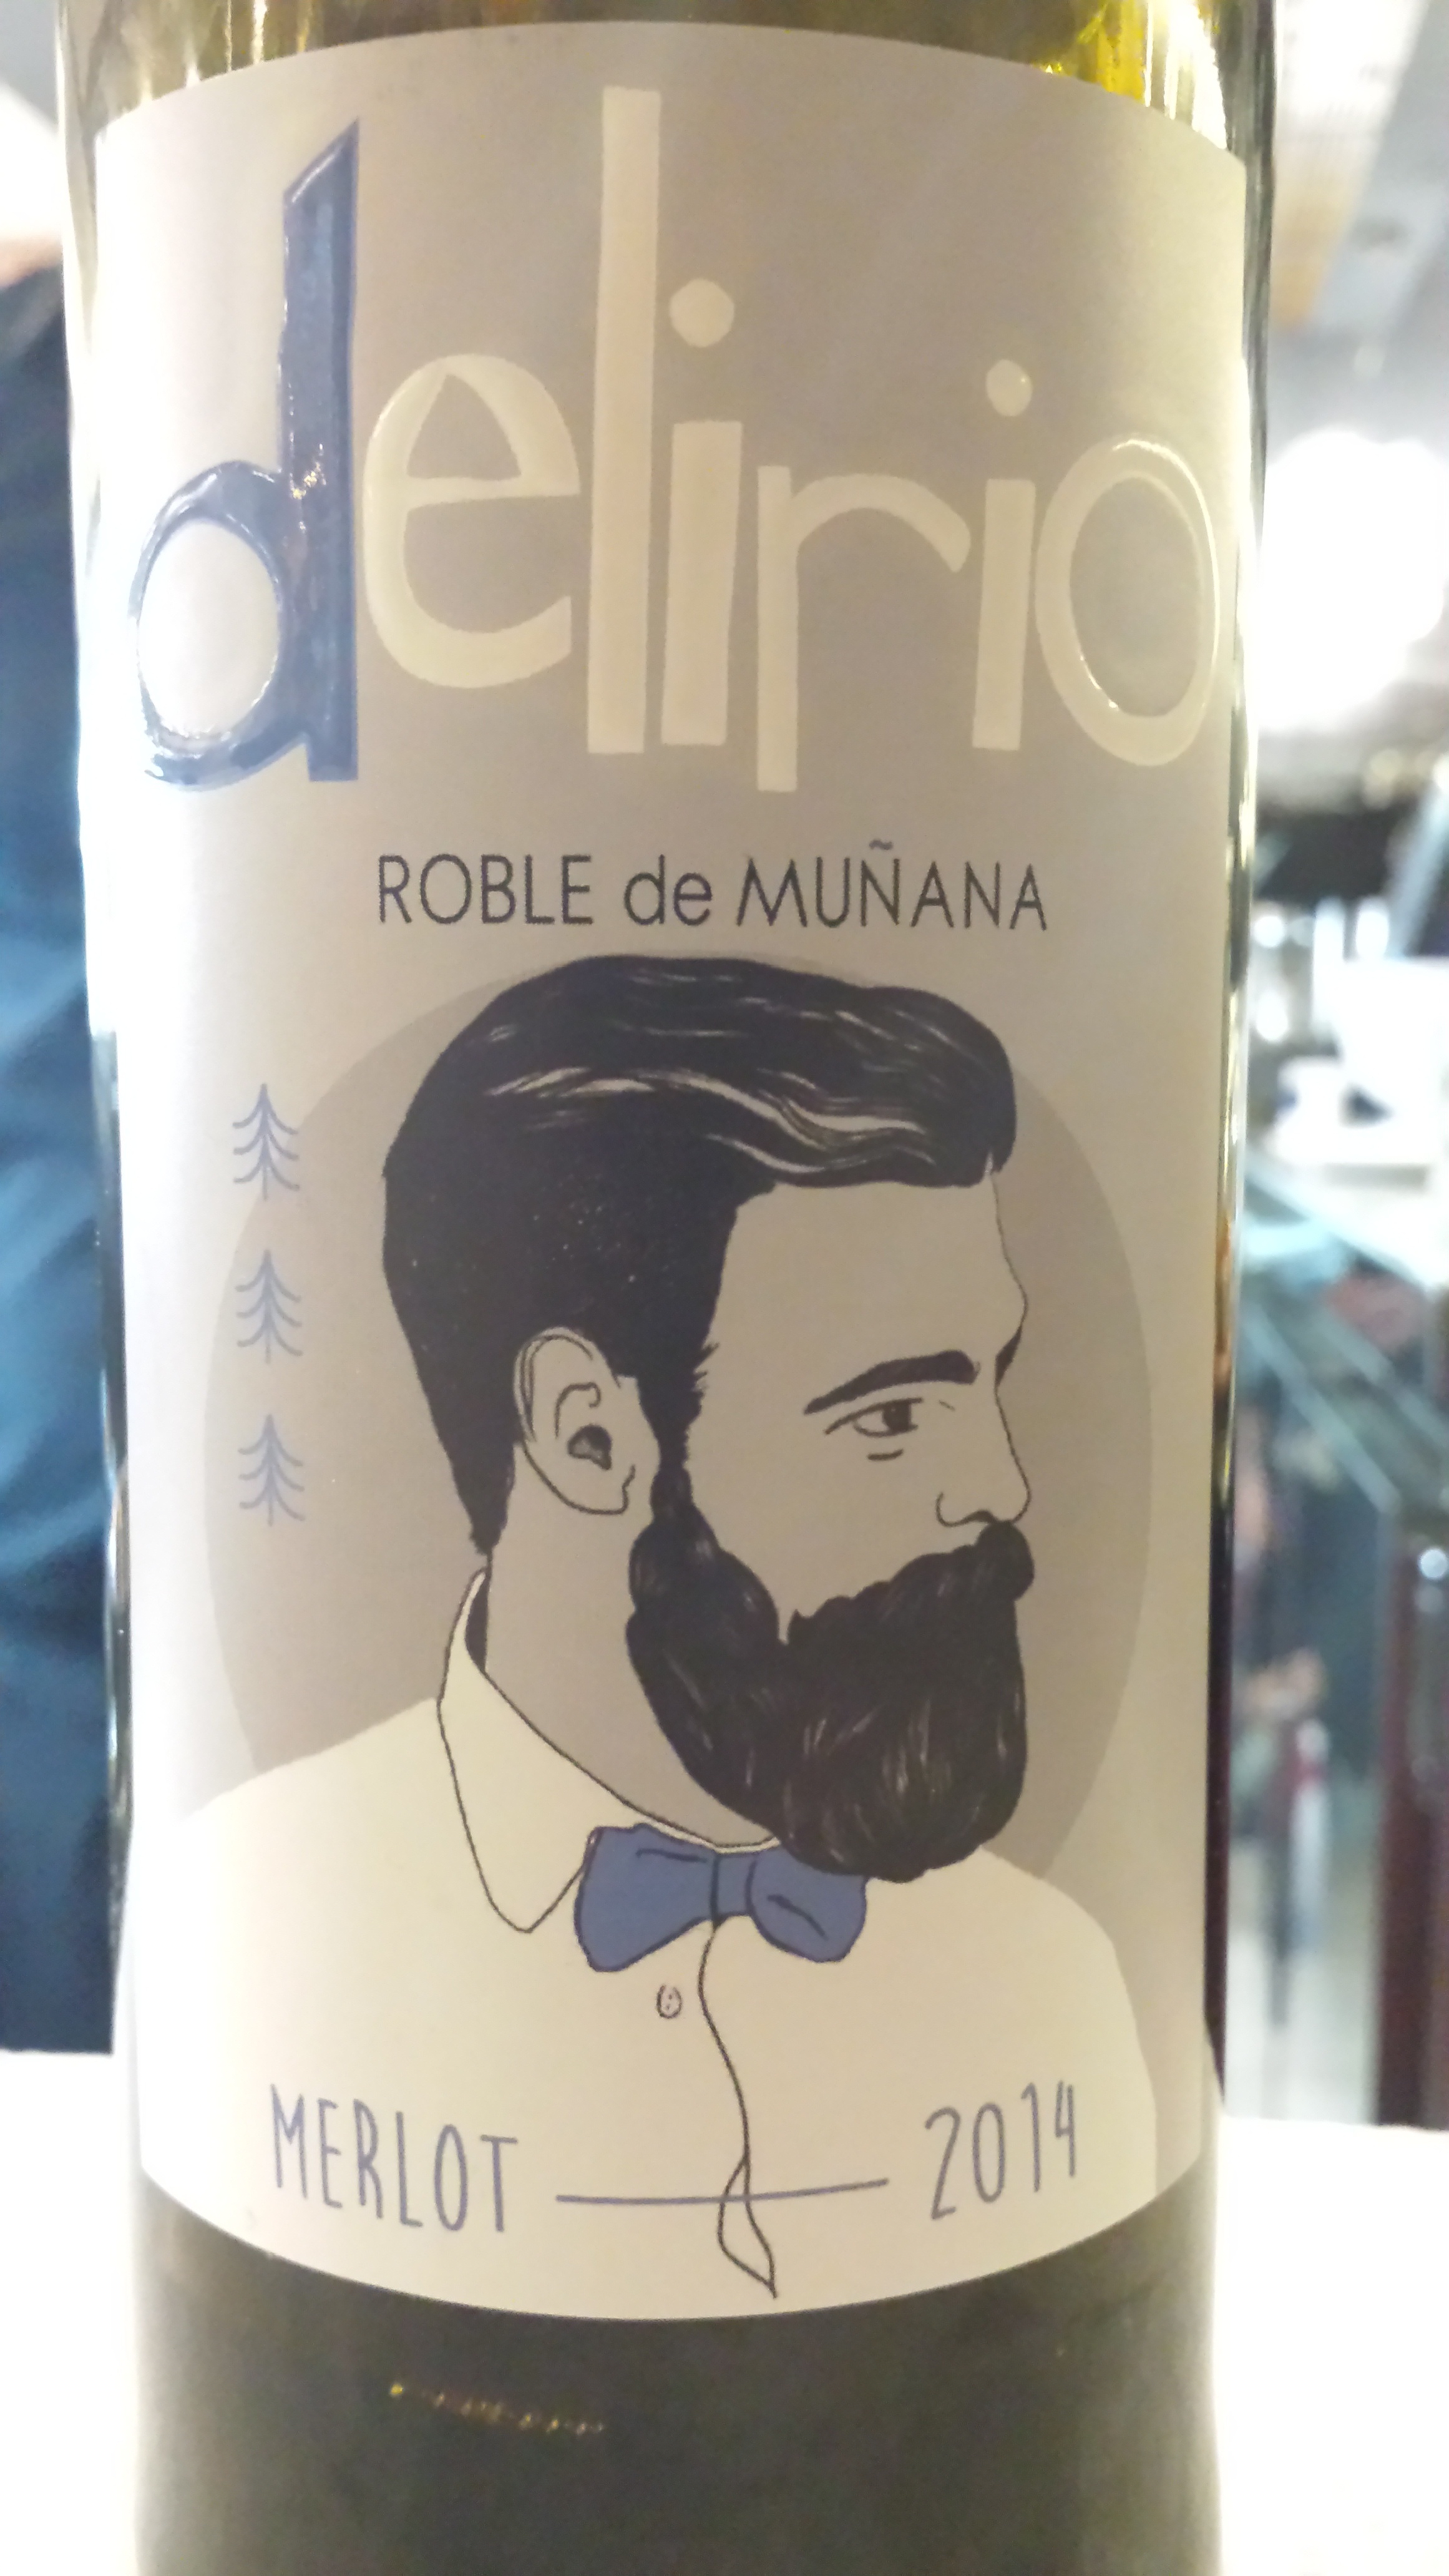 delirio
ROBLE de MUÑANA
MERLOT 2014